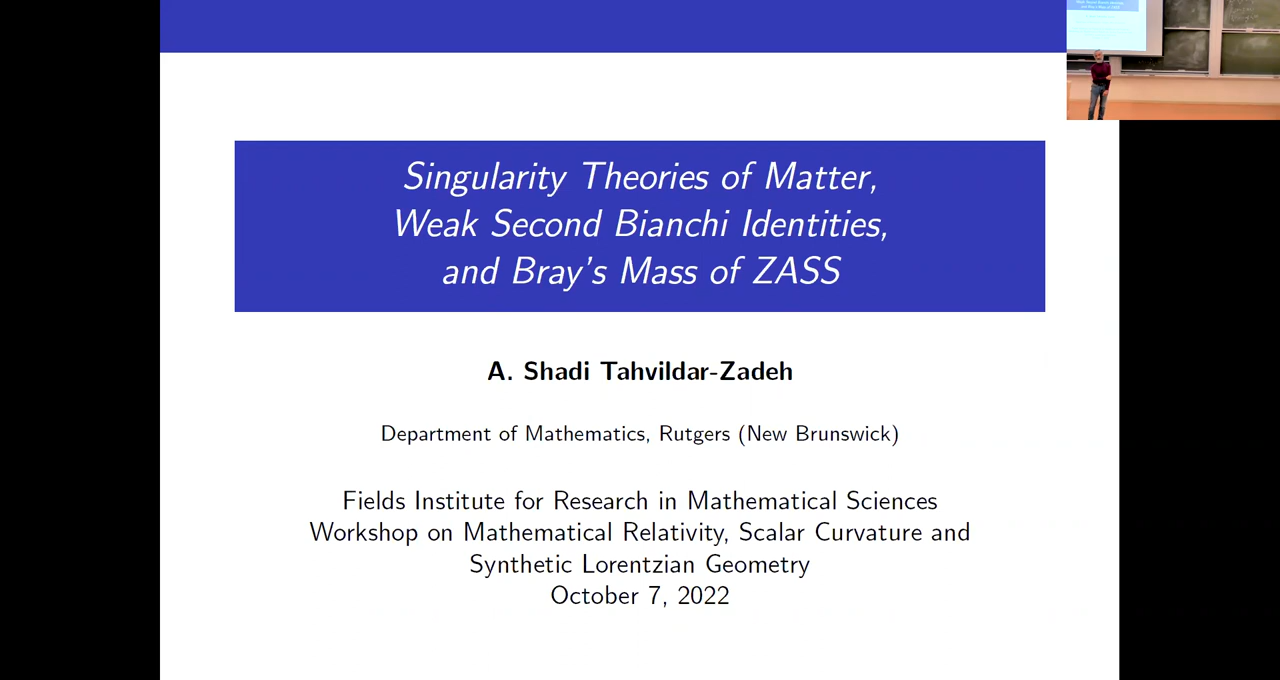 Singularity Theories of Matter,
Weak Second Bianchi Identities,
and Bray's Mass of ZASS
A. Shadi Tahvildar-Zadeh
Department of Mathematics, Rutgers (New Brunswick)
Fields Institute for Research in Mathematical Sciences
Workshop on Mathematical Relativity, Scalar Curvature and
Synthetic Lorentzian Geometry
October 7, 2022